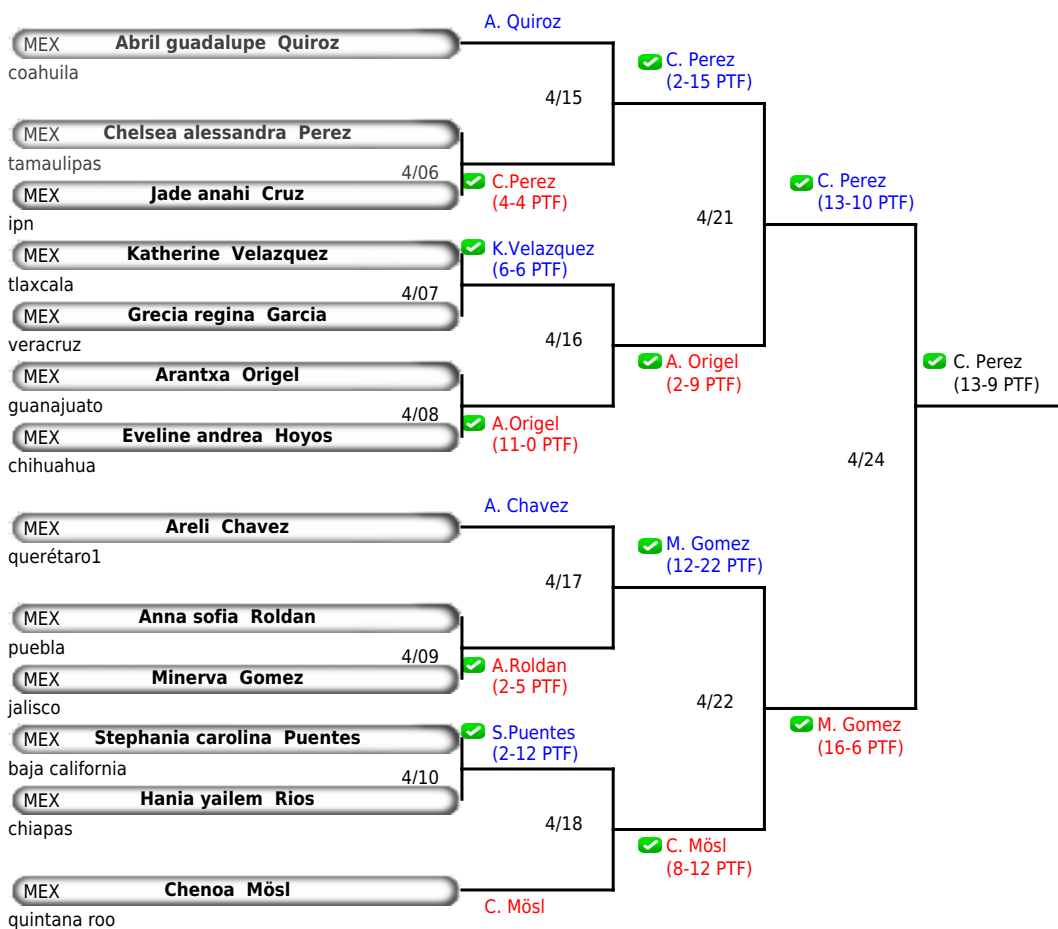 A. Quiroz
MEX Abril guadalupe Quiroz
coahuila
C. Perez
(2-15 PTF)
4/15
MEX Chelsea alessandra Perez
tamaulipas
4/06
C.Perez
(4-4 PTF)
MEX Jade anahi Cruz
ipn
C. Perez
(13-10 PTF)
4/21
MEX Katherine Velazquez
tlaxcala
K.Velazquez
(6-6 PTF)
4/07
MEX Grecia regina Garcia
veracruz
4/16
MEX Arantxa Origel
guanajuato
A. Origel
(2-9 PTF)
C. Perez
(13-9 PTF)
4/08
MEX Eveline andrea Hoyos
chihuahua
A.Origel
(11-0 PTF)
4/24
A. Chavez
MEX Areli Chavez
querétaro1
M. Gomez
(12-22 PTF)
4/17
MEX Anna sofia Roldan
puebla
4/09
A.Roldan
(2-5 PTF)
MEX Minerva Gomez
jalisco
4/22
M. Gomez
(16-6 PTF)
MEX Stephania carolina Puentes
baja california
S.Puentes
(2-12 PTF)
4/10
MEX Hania yailem Rios
chiapas
4/18
C. Mösl
(8-12 PTF)
MEX Chenoa Mösl
quintana roo
C. Mösl